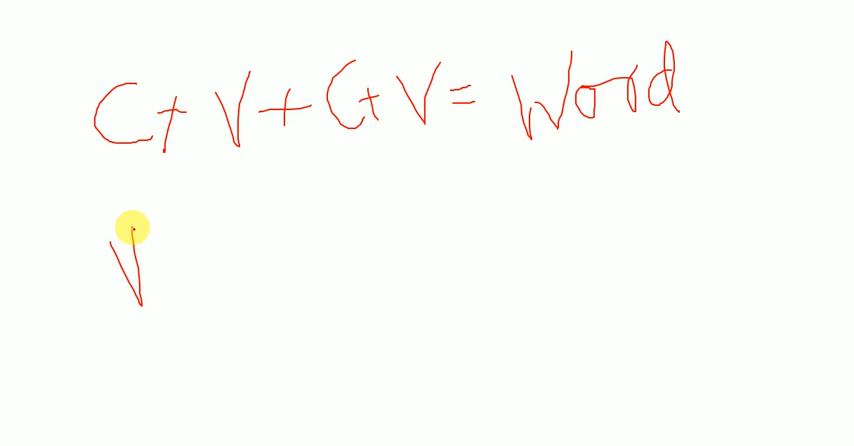 C+ V + C+ V = Word
V